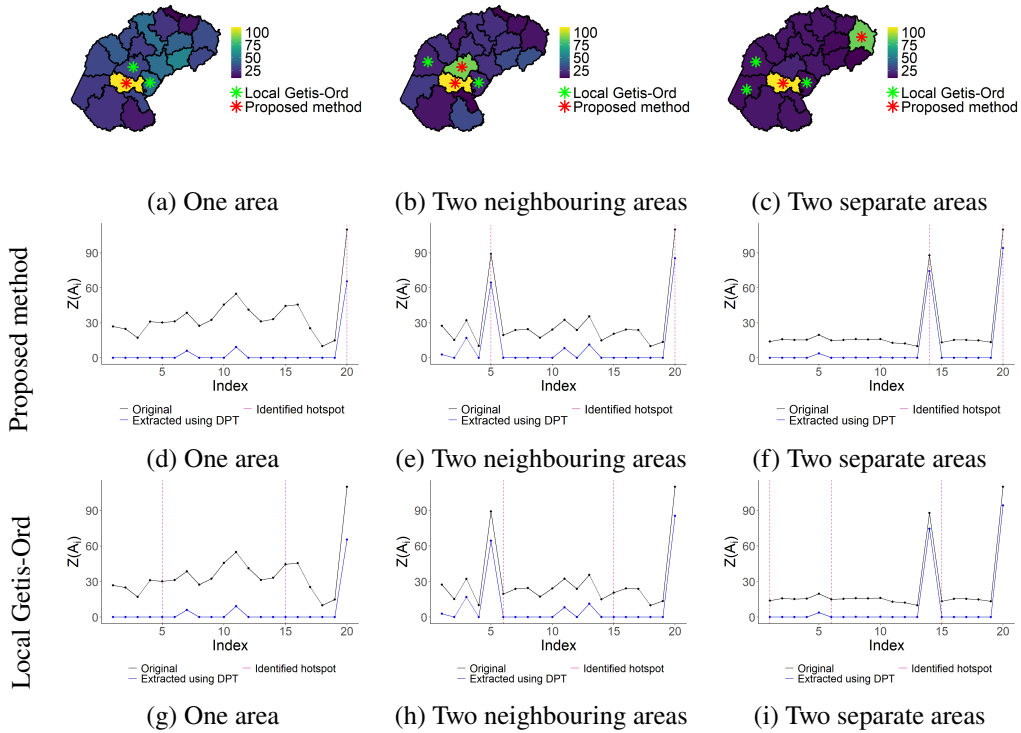 100
75
50
25
Local Getis-Ord
Proposed method
100
75
50
25
Local Getis-Ord
Proposed method
100
75
50
25
Local Getis-Ord
Proposed method
(a) One area
(b) Two neighbouring areas
(c) Two separate areas
Proposed method
Z(Aᵢ)
90
60
30
0
5 10 15 20
Index
Original
Identified hotspot
Extracted using DPT
Z(Aᵢ)
90
60
30
0
5 10 15 20
Index
Original
Identified hotspot
Extracted using DPT
Z(Aᵢ)
90
60
30
0
5 10 15 20
Index
Original
Identified hotspot
Extracted using DPT
(d) One area
(e) Two neighbouring areas
(f) Two separate areas
Local Getis-Ord
Z(Aᵢ)
90
60
30
0
5 10 15 20
Index
Original
Identified hotspot
Extracted using DPT
Z(Aᵢ)
90
60
30
0
5 10 15 20
Index
Original
Identified hotspot
Extracted using DPT
Z(Aᵢ)
90
60
30
0
5 10 15 20
Index
Original
Identified hotspot
Extracted using DPT
(g) One area
(h) Two neighbouring areas
(i) Two separate areas